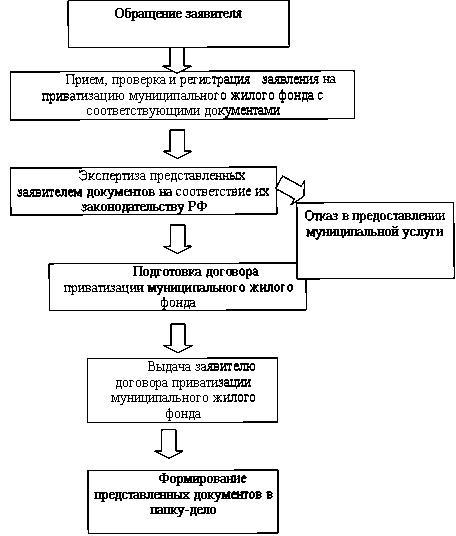 Обращение заявителя
Прием, проверка и регистрация заявления на
приватизацию муниципального жилого фонда с
соответствующими документами
Экспертиза представленных
заявителем документов на соответствие их
законодательству РФ
Отказ в предоставлении
муниципальной услуги
Подготовка договора
приватизации муниципального жилого
фонда
Выдача заявителю
договора приватизации
муниципального жилого
фонда
Формирование
представленных документов в
папку-дело